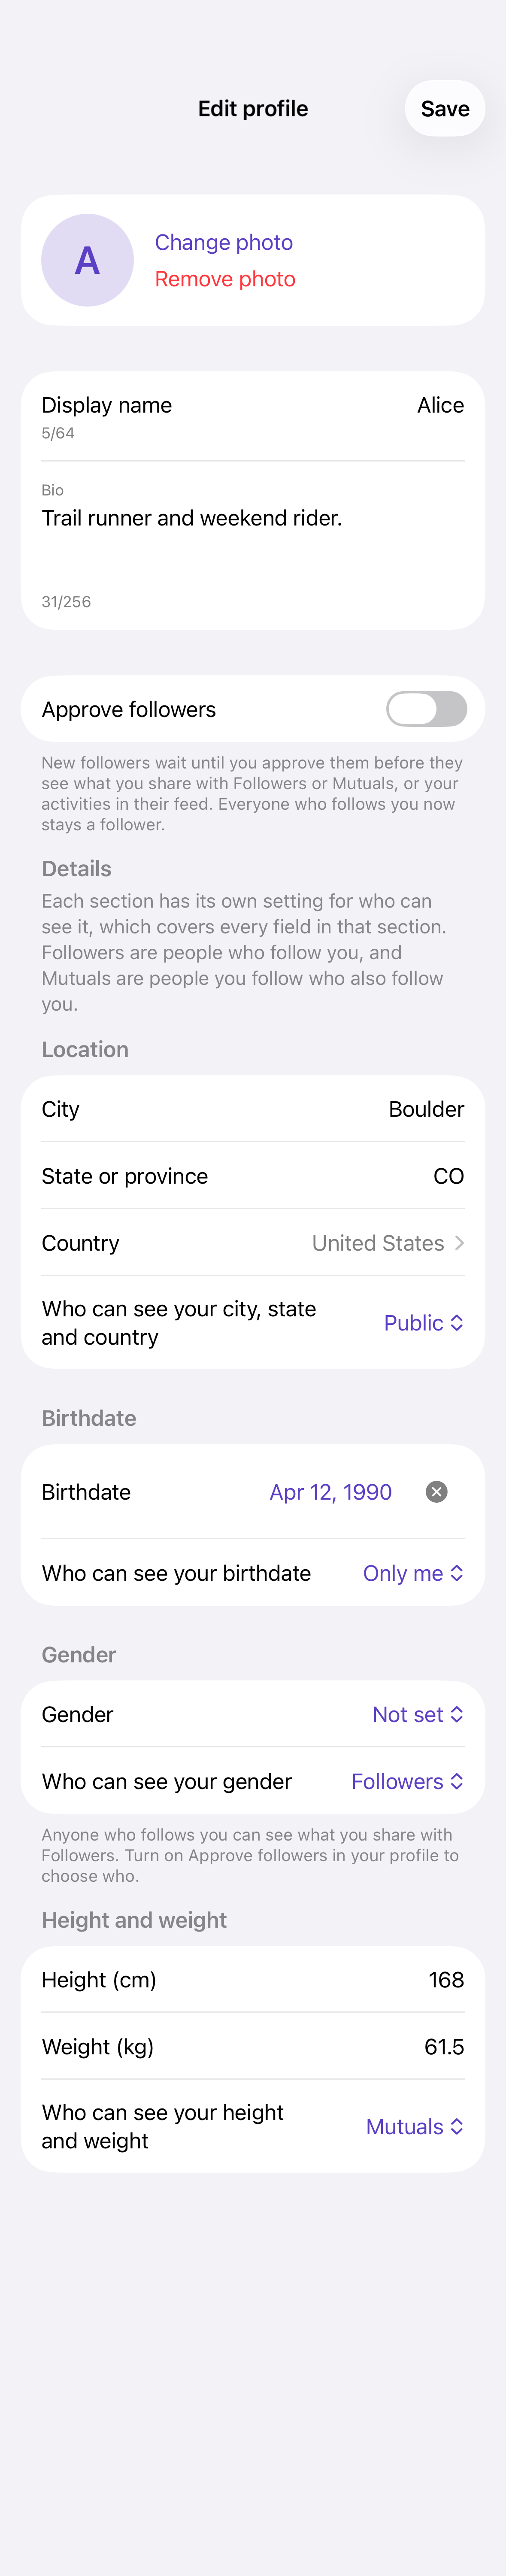 Edit profile
Save
A
Change photo
Remove photo
Display name
Alice
5/64
Bio
Trail runner and weekend rider.
31/256
Approve followers
New followers wait until you approve them before they
see what you share with Followers or Mutuals, or your
activities in their feed. Everyone who follows you now
stays a follower.
Details
Each section has its own setting for who can
see it, which covers every field in that section.
Followers are people who follow you, and
Mutuals are people you follow who also follow
you.
Location
City
Boulder
State or province
CO
Country
United States
Who can see your city, state
and country
Public
Birthdate
Birthdate
Apr 12, 1990
Who can see your birthdate
Only me
Gender
Gender
Not set
Who can see your gender
Followers
Anyone who follows you can see what you share with
Followers. Turn on Approve followers in your profile to
choose who.
Height and weight
Height (cm)
168
Weight (kg)
61.5
Who can see your height
and weight
Mutuals